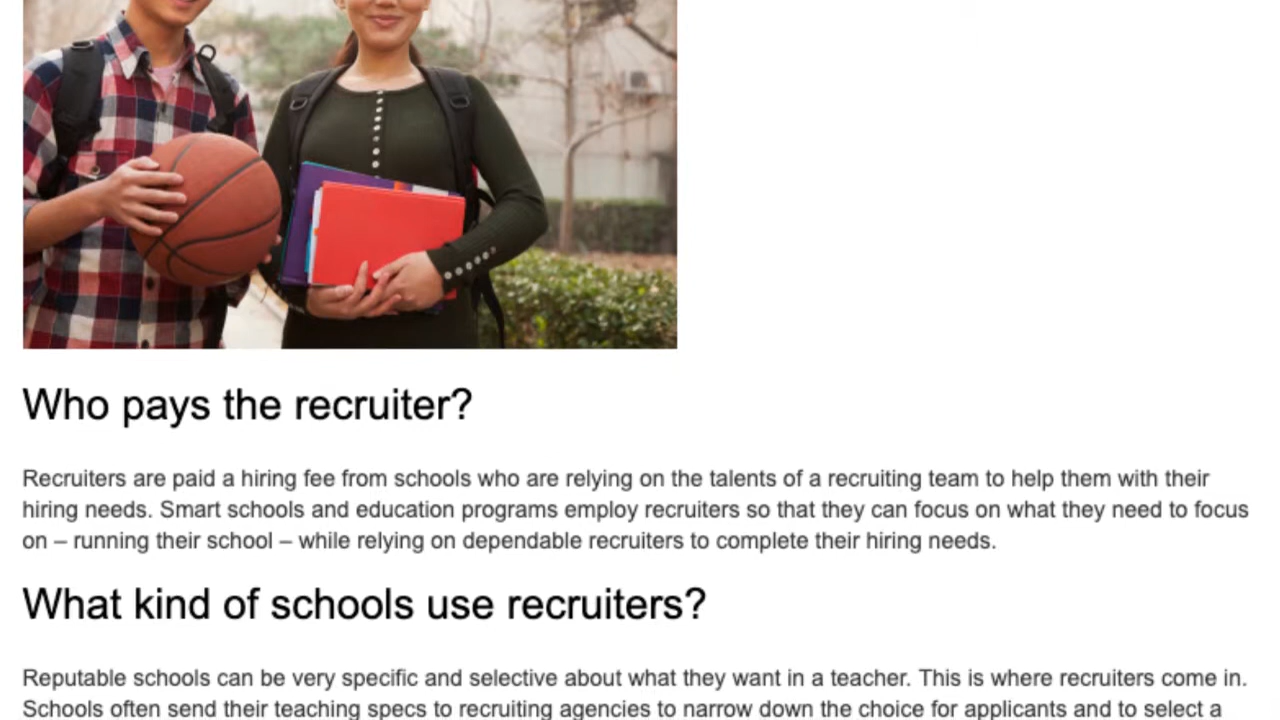 Who pays the recruiter?
Recruiters are paid a hiring fee from schools who are relying on the talents of a recruiting team to help them with their
hiring needs. Smart schools and education programs employ recruiters so that they can focus on what they need to focus
on – running their school – while relying on dependable recruiters to complete their hiring needs.
What kind of schools use recruiters?
Reputable schools can be very specific and selective about what they want in a teacher. This is where recruiters come in.
Schools often send their teaching specs to recruiting agencies to narrow down the choice for applicants and to select a